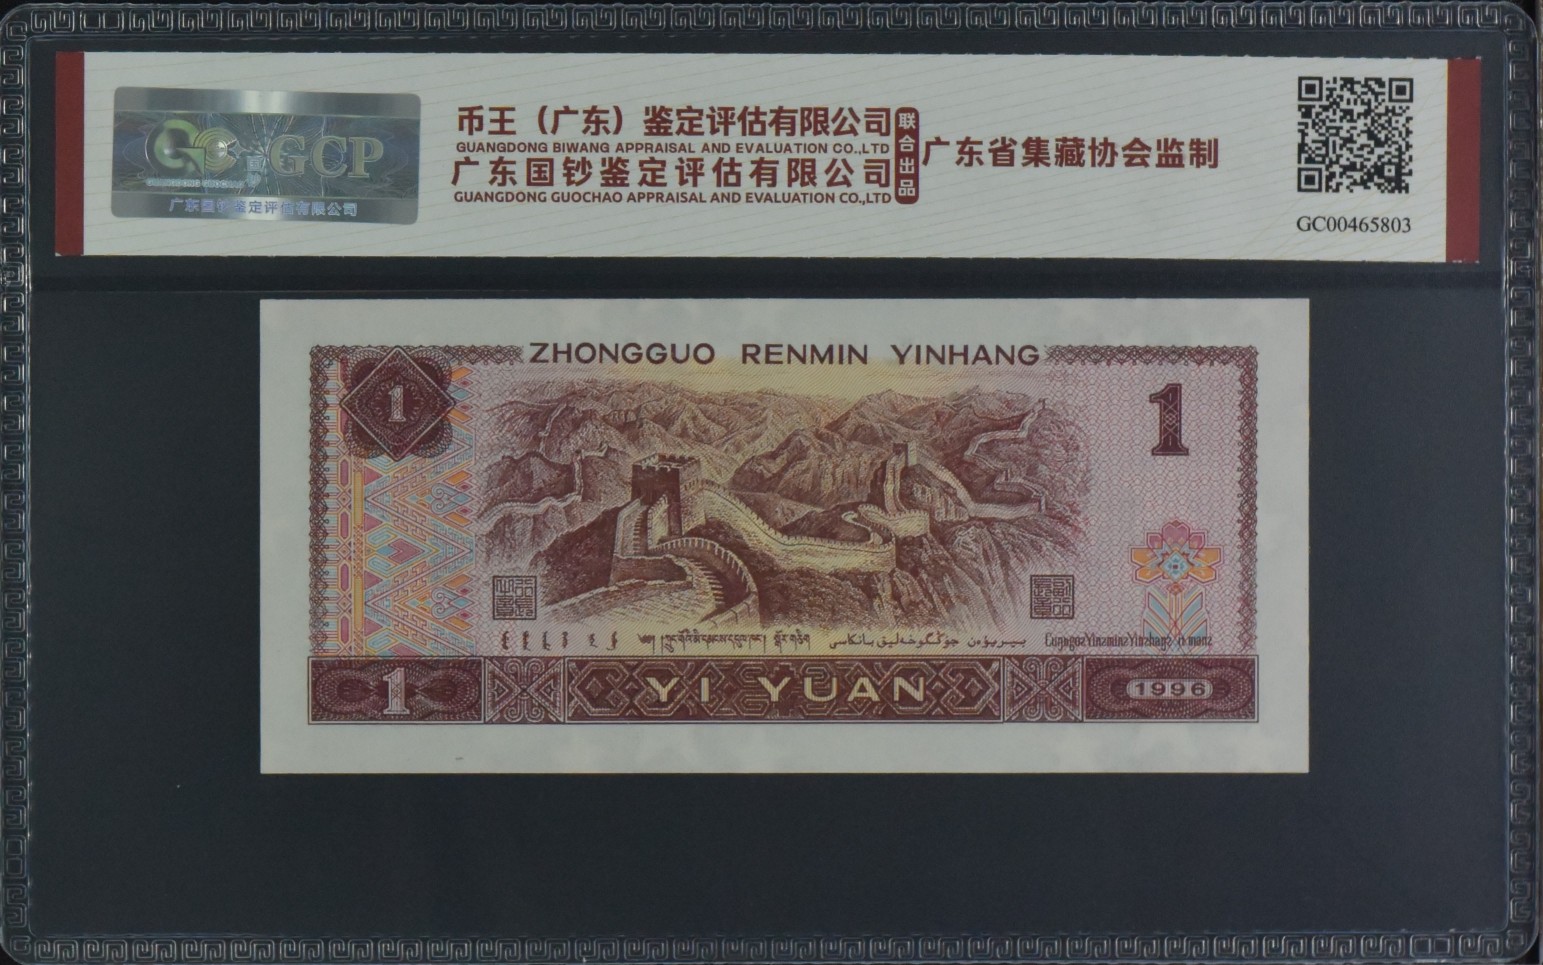 GCP
广东国钞鉴定评估有限公司
币王（广东）鉴定评估有限公司
GUANGDONG BIWANG APPRAISAL AND EVALUATION CO.,LTD
广东国钞鉴定评估有限公司
GUANGDONG GUOCHAO APPRAISAL AND EVALUATION CO.,LTD
联合出品
广东省集藏协会监制
GC00465803
ZHONGGUO RENMIN YINHANG
1
1
1
YI YUAN
1996